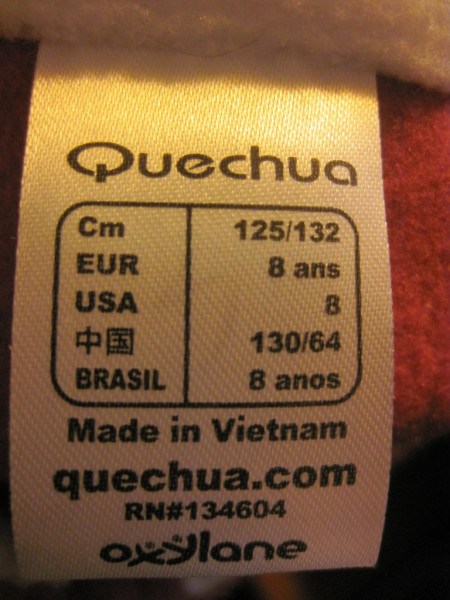 Quechua
Cm 125/132
EUR 8 ans
USA 8
中国 130/64
BRASIL 8 anos
Made in Vietnam
quechua.com
RN#134604
oxylane